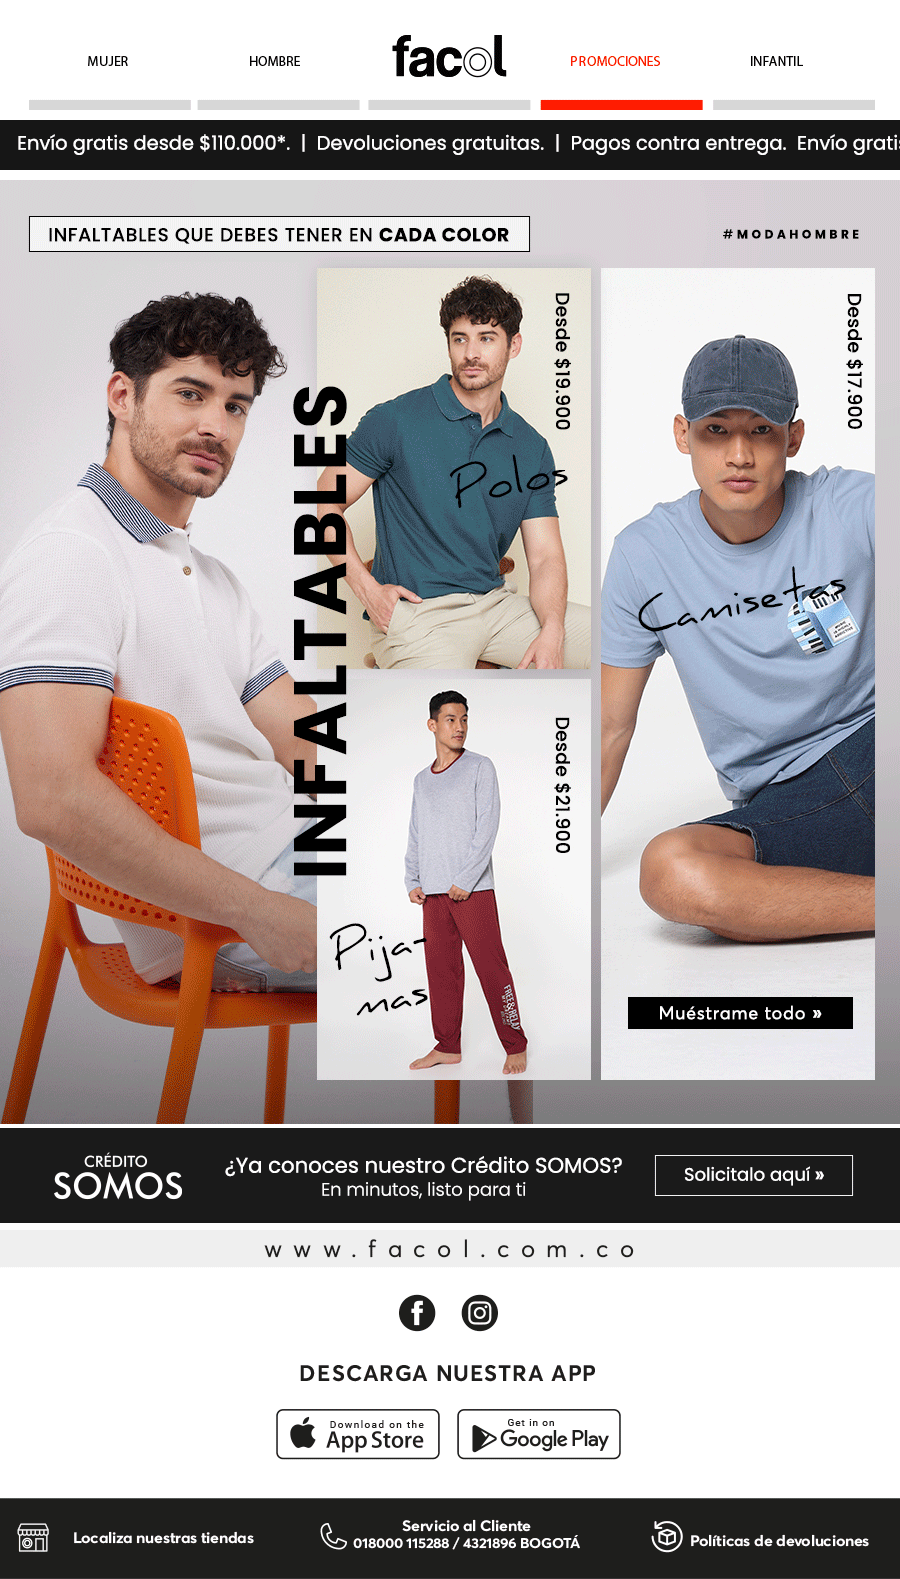 MUJER
HOMBRE
facol
PROMOCIONES
INFANTIL
Envío gratis desde $110.000*. | Devoluciones gratuitas. | Pagos contra entrega. Envío gratis
INFALTABLES QUE DEBES TENER EN CADA COLOR
#MODAHOMBRE
INFALTABLES
Desde $19.900
Polos
Desde $17.900
Camisetas
Desde $21.900
Pija-
mas
FREE&RELAX
Muéstrame todo »
CRÉDITO
SOMOS
¿Ya conoces nuestro Crédito SOMOS?
En minutos, listo para ti
Solicitalo aquí »
www.facol.com.co
DESCARGA NUESTRA APP
Download on the
App Store
Get in on
Google Play
Localiza nuestras tiendas
Servicio al Cliente
018000 115288 / 4321896 BOGOTÁ
Políticas de devoluciones